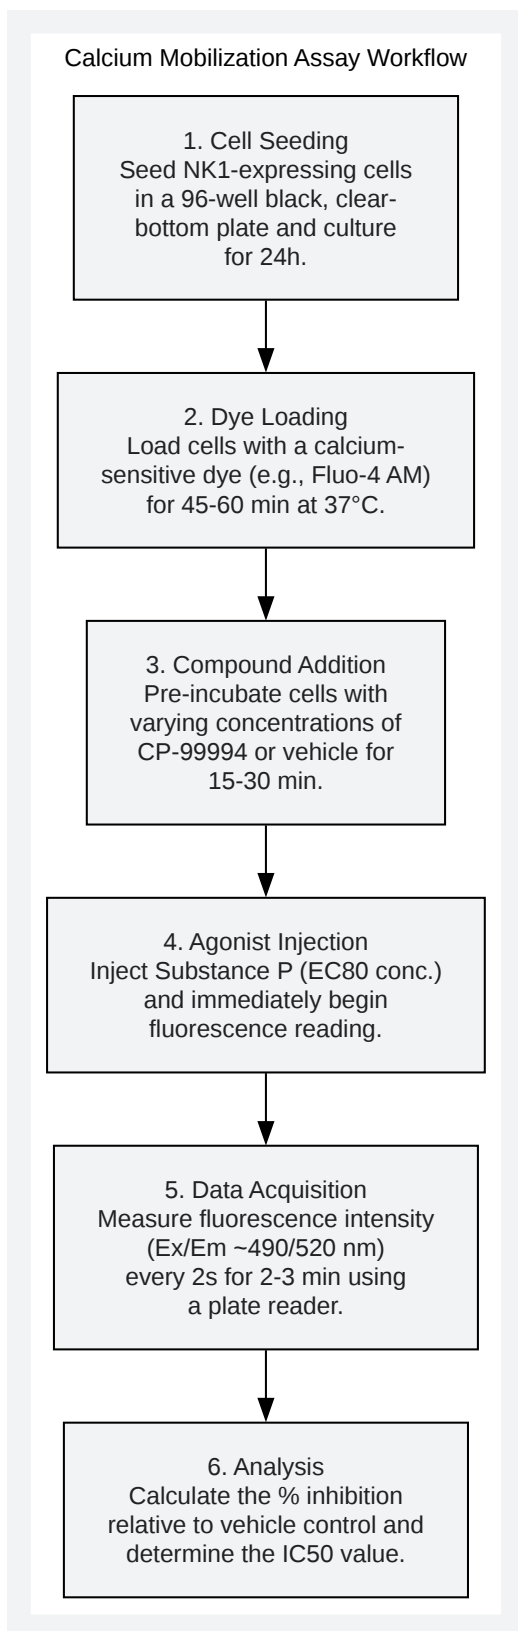 Calcium Mobilization Assay Workflow
1. Cell Seeding
Seed NK1-expressing cells
in a 96-well black, clear-
bottom plate and culture
for 24h.
2. Dye Loading
Load cells with a calcium-
sensitive dye (e.g., Fluo-4 AM)
for 45-60 min at 37°C.
3. Compound Addition
Pre-incubate cells with
varying concentrations of
CP-99994 or vehicle for
15-30 min.
4. Agonist Injection
Inject Substance P (EC80 conc.)
and immediately begin
fluorescence reading.
5. Data Acquisition
Measure fluorescence intensity
(Ex/Em ~490/520 nm)
every 2s for 2-3 min using
a plate reader.
6. Analysis
Calculate the % inhibition
relative to vehicle control and
determine the IC50 value.